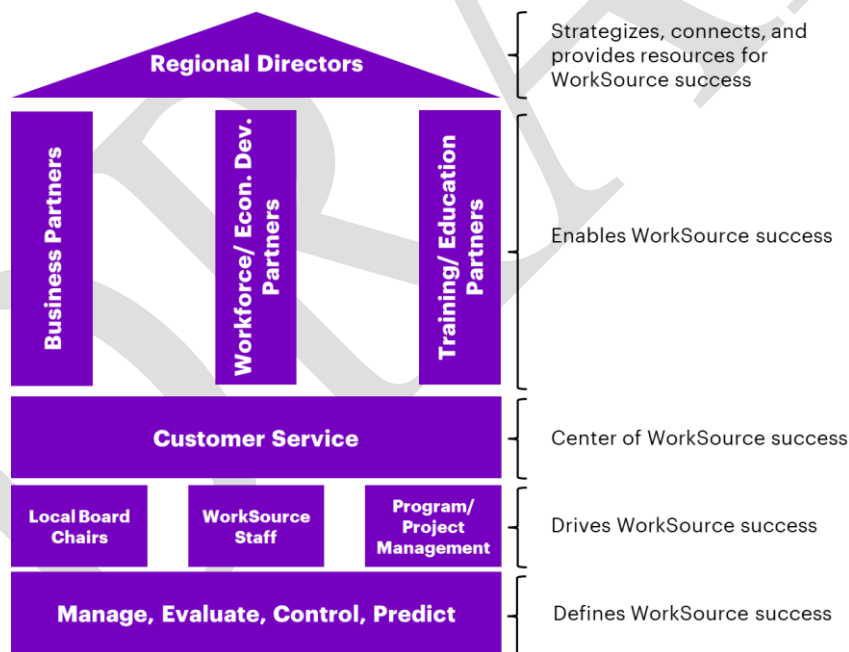 Regional Directors
Strategizes, connects, and
provides resources for
WorkSource success
Business Partners
Workforce/ Econ. Dev.
Partners
Training/ Education
Partners
Enables WorkSource success
Customer Service
Center of WorkSource success
Local Board
Chairs
WorkSource
Staff
Program/
Project
Management
Drives WorkSource success
Manage, Evaluate, Control, Predict
Defines WorkSource success